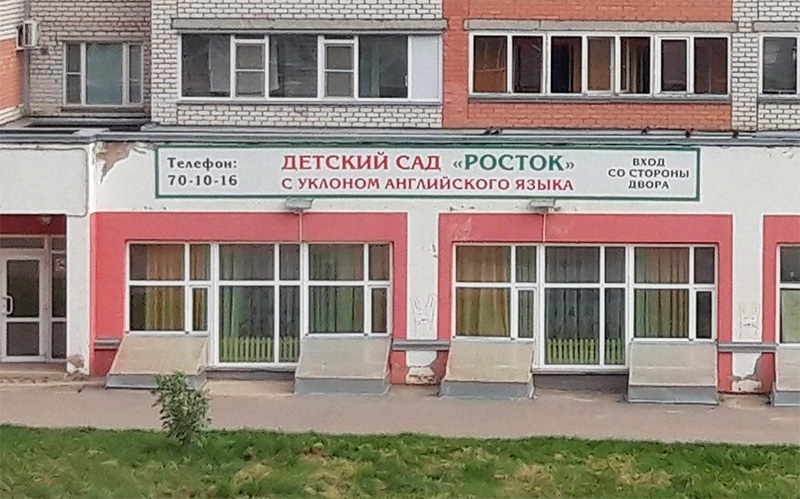 Телефон:
70-10-16
ДЕТСКИЙ САД «РОСТОК»
С УКЛОНОМ АНГЛИЙСКОГО ЯЗЫКА
ВХОД
СО СТОРОНЫ
ДВОРА